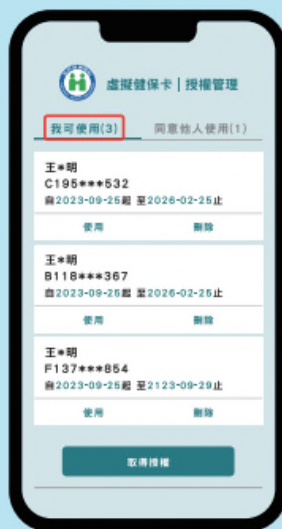 虛擬健保卡 | 授權管理
我可使用(3) 同意他人使用(1)
王*明
C195***532
自2023-09-25起 至2026-02-25止
使用 刪除
王*明
B118***367
自2023-09-25起 至2026-02-25止
使用 刪除
王*明
F137***854
自2023-09-25起 至2123-09-29止
使用 刪除
取得授權